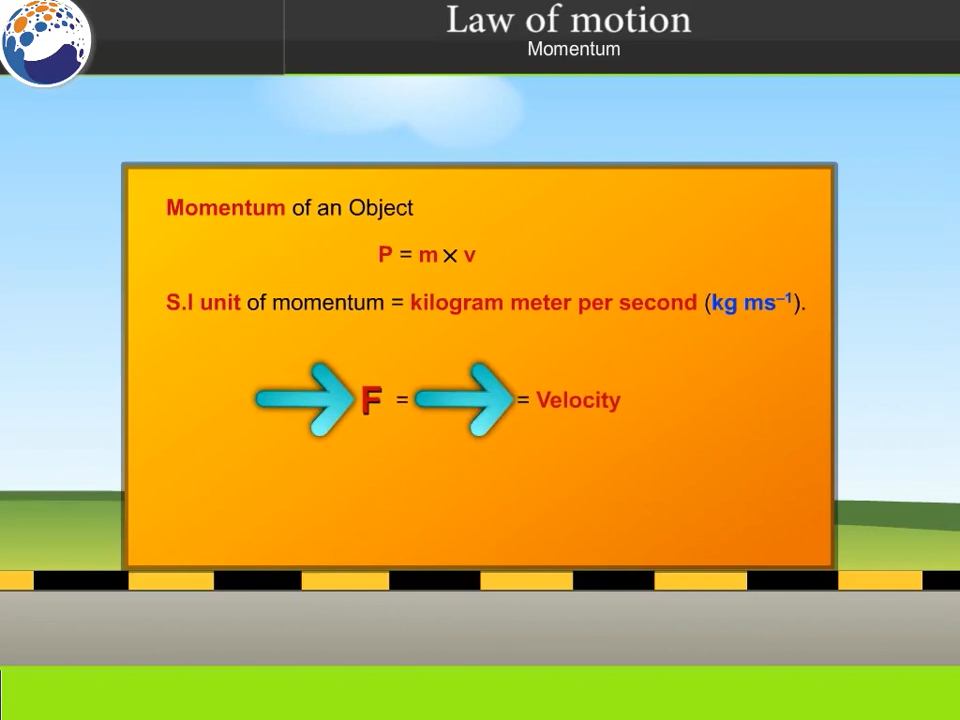 Law of motion
Momentum
Momentum of an Object
P = m × v
S.I unit of momentum = kilogram meter per second (kg ms⁻¹).
F = = Velocity